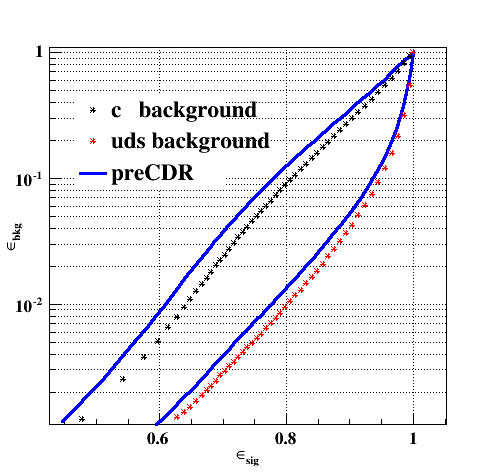 1
c background
uds background
preCDR
10⁻¹
ϵbkg
10⁻²
0.6 0.8 1
ϵsig